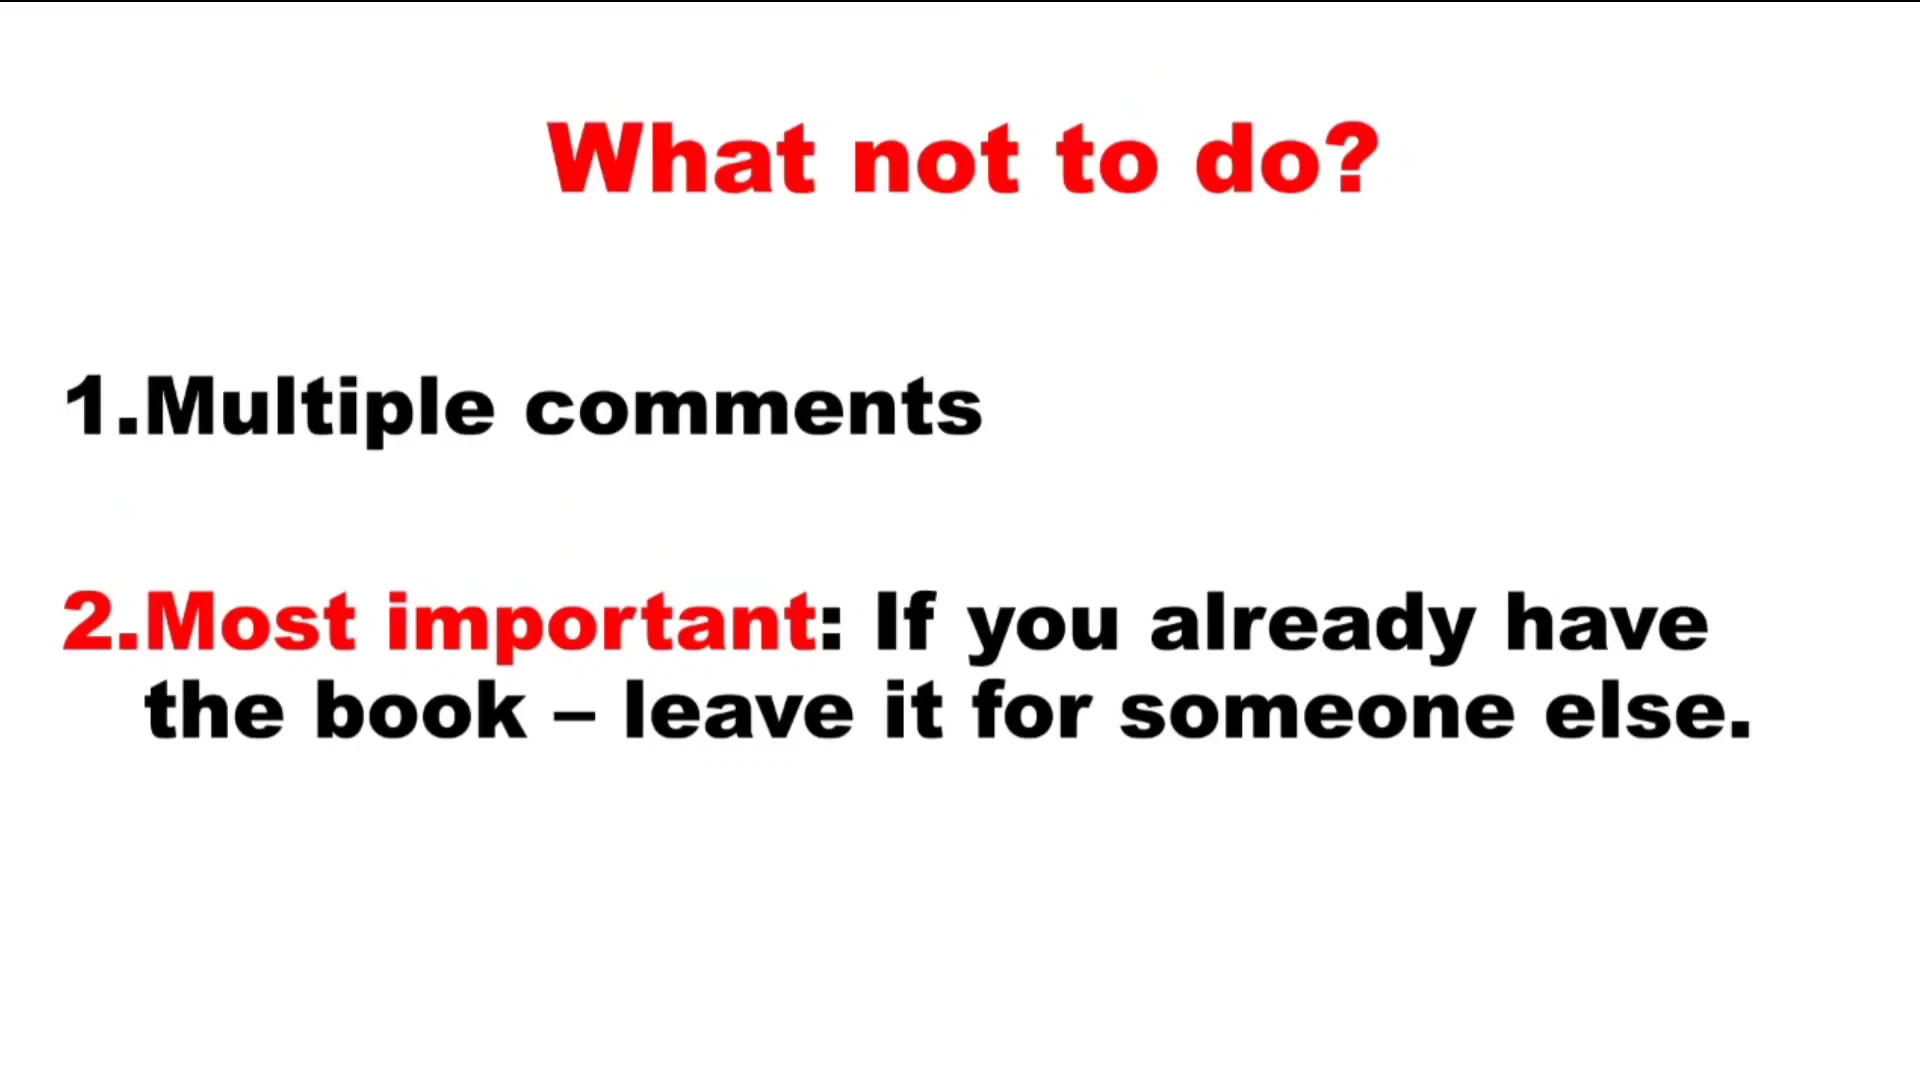 What not to do?
1.Multiple comments
2.Most important: If you already have
the book – leave it for someone else.